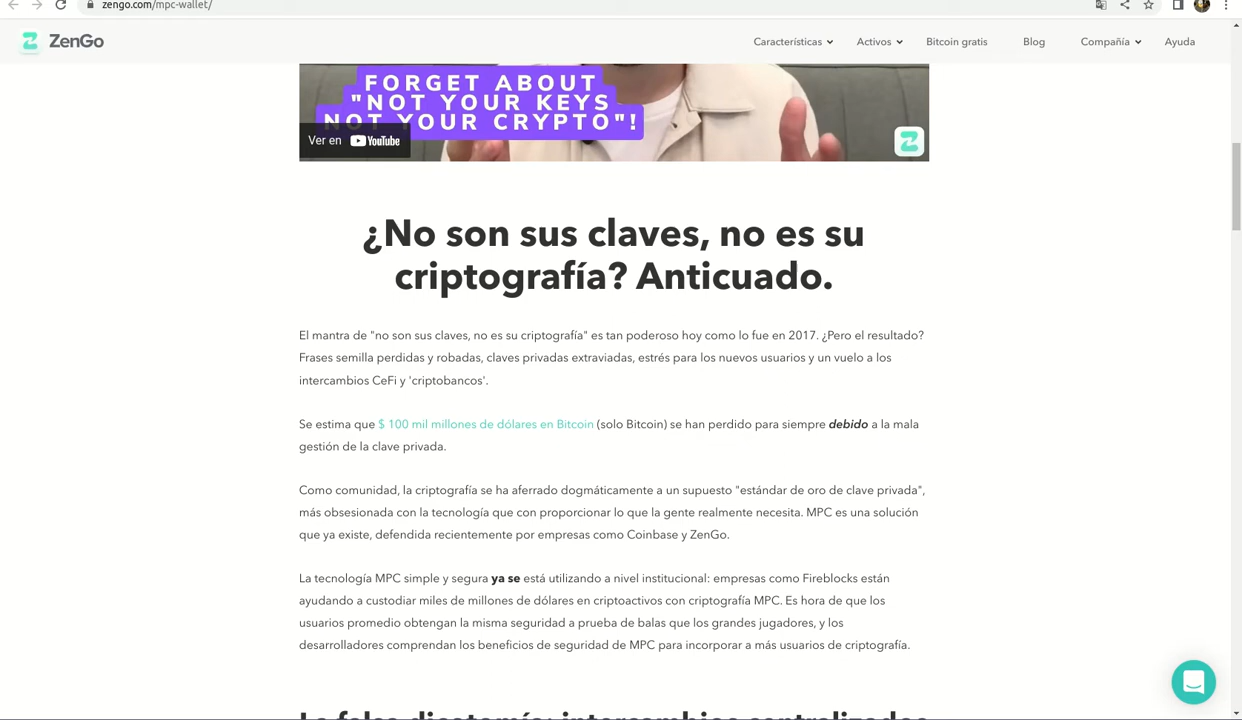 zengo.com/mpc-wallet/
ZenGo
Características
Activos
Bitcoin gratis
Blog
Compañía
Ayuda
FORGET ABOUT
"NOT YOUR KEYS
NOT YOUR CRYPTO"!
Ver en YouTube
¿No son sus claves, no es su
criptografía? Anticuado.
El mantra de "no son sus claves, no es su criptografía" es tan poderoso hoy como lo fue en 2017. ¿Pero el resultado?
Frases semilla perdidas y robadas, claves privadas extraviadas, estrés para los nuevos usuarios y un vuelo a los
intercambios CeFi y 'criptobancos'.
Se estima que $ 100 mil millones de dólares en Bitcoin (solo Bitcoin) se han perdido para siempre debido a la mala
gestión de la clave privada.
Como comunidad, la criptografía se ha aferrado dogmáticamente a un supuesto "estándar de oro de clave privada",
más obsesionada con la tecnología que con proporcionar lo que la gente realmente necesita. MPC es una solución
que ya existe, defendida recientemente por empresas como Coinbase y ZenGo.
La tecnología MPC simple y segura ya se está utilizando a nivel institucional: empresas como Fireblocks están
ayudando a custodiar miles de millones de dólares en criptoactivos con criptografía MPC. Es hora de que los
usuarios promedio obtengan la misma seguridad a prueba de balas que los grandes jugadores, y los
desarrolladores comprendan los beneficios de seguridad de MPC para incorporar a más usuarios de criptografía.
La falsa dicotomía: intercambios centralizados